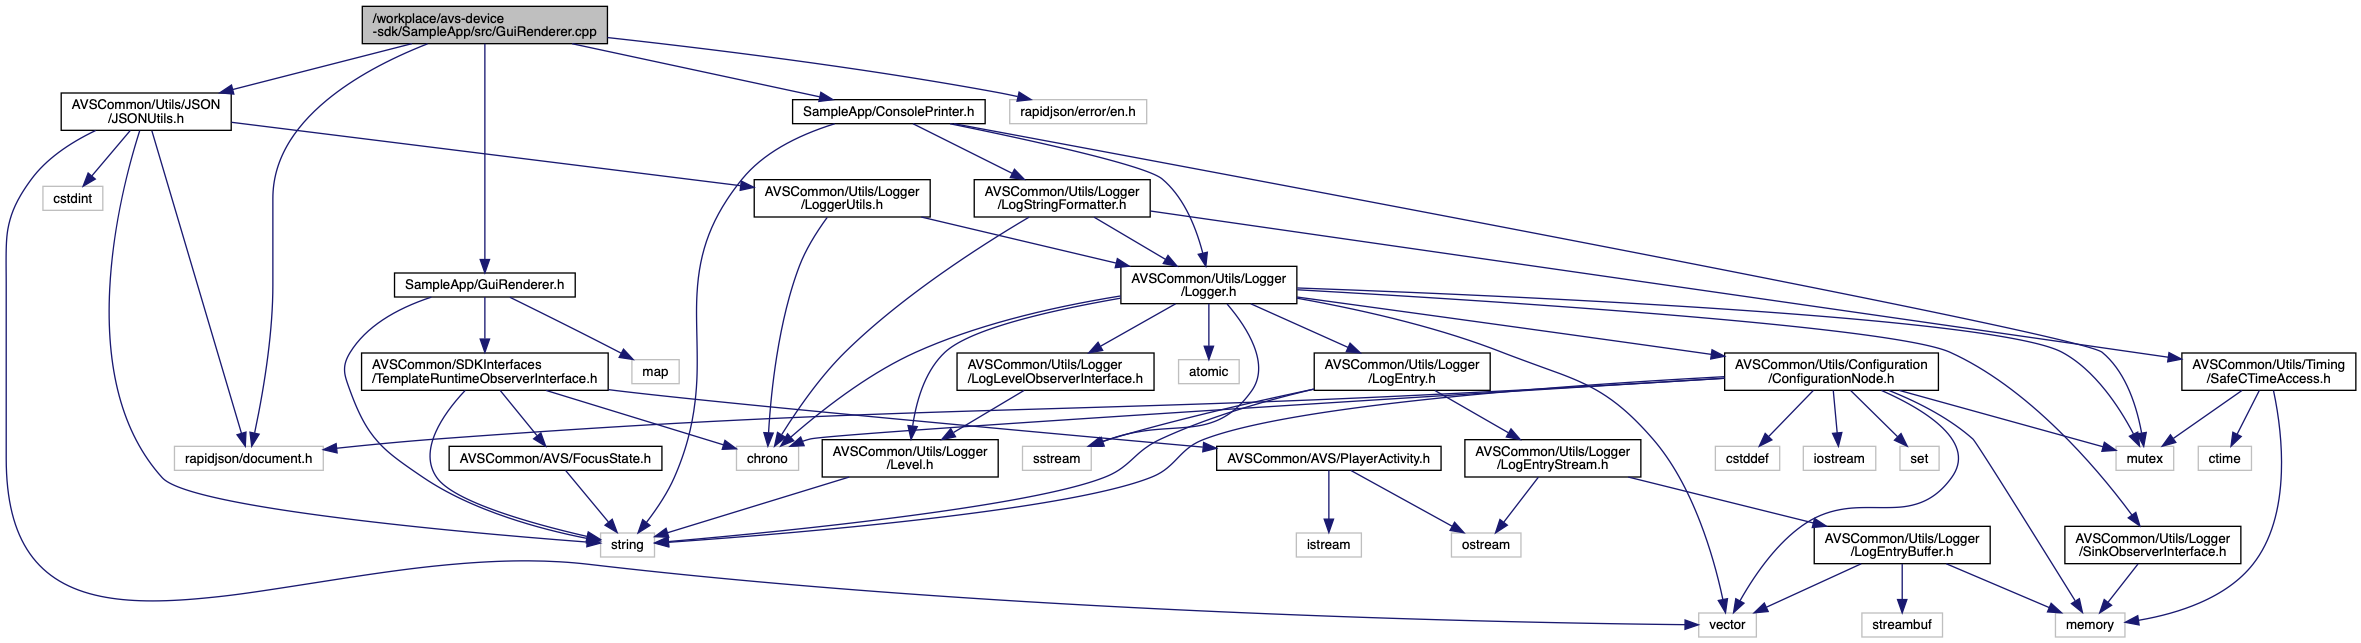 /workplace/avs-device
-sdk/SampleApp/src/GuiRenderer.cpp
AVSCommon/Utils/JSON
/JSONUtils.h
SampleApp/ConsolePrinter.h
rapidjson/error/en.h
cstdint
AVSCommon/Utils/Logger
/LoggerUtils.h
AVSCommon/Utils/Logger
/LogStringFormatter.h
SampleApp/GuiRenderer.h
AVSCommon/Utils/Logger
/Logger.h
AVSCommon/SDKInterfaces
/TemplateRuntimeObserverInterface.h
map
AVSCommon/Utils/Logger
/LogLevelObserverInterface.h
atomic
AVSCommon/Utils/Logger
/LogEntry.h
AVSCommon/Utils/Configuration
/ConfigurationNode.h
AVSCommon/Utils/Timing
/SafeCTimeAccess.h
rapidjson/document.h
AVSCommon/AVS/FocusState.h
chrono
AVSCommon/Utils/Logger
/Level.h
sstream
AVSCommon/AVS/PlayerActivity.h
AVSCommon/Utils/Logger
/LogEntryStream.h
cstddef
iostream
set
mutex
ctime
string
istream
ostream
AVSCommon/Utils/Logger
/LogEntryBuffer.h
AVSCommon/Utils/Logger
/SinkObserverInterface.h
vector
streambuf
memory